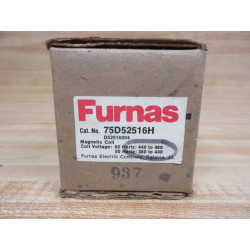 Furnas
Cat. No. 75D52516H
D52516004
Magnetic Coil
Coil Voltage: 60 Hertz: 440 to 480
50 Hertz: 380 to 440
Furnas Electric Company, Batavia, IL
937